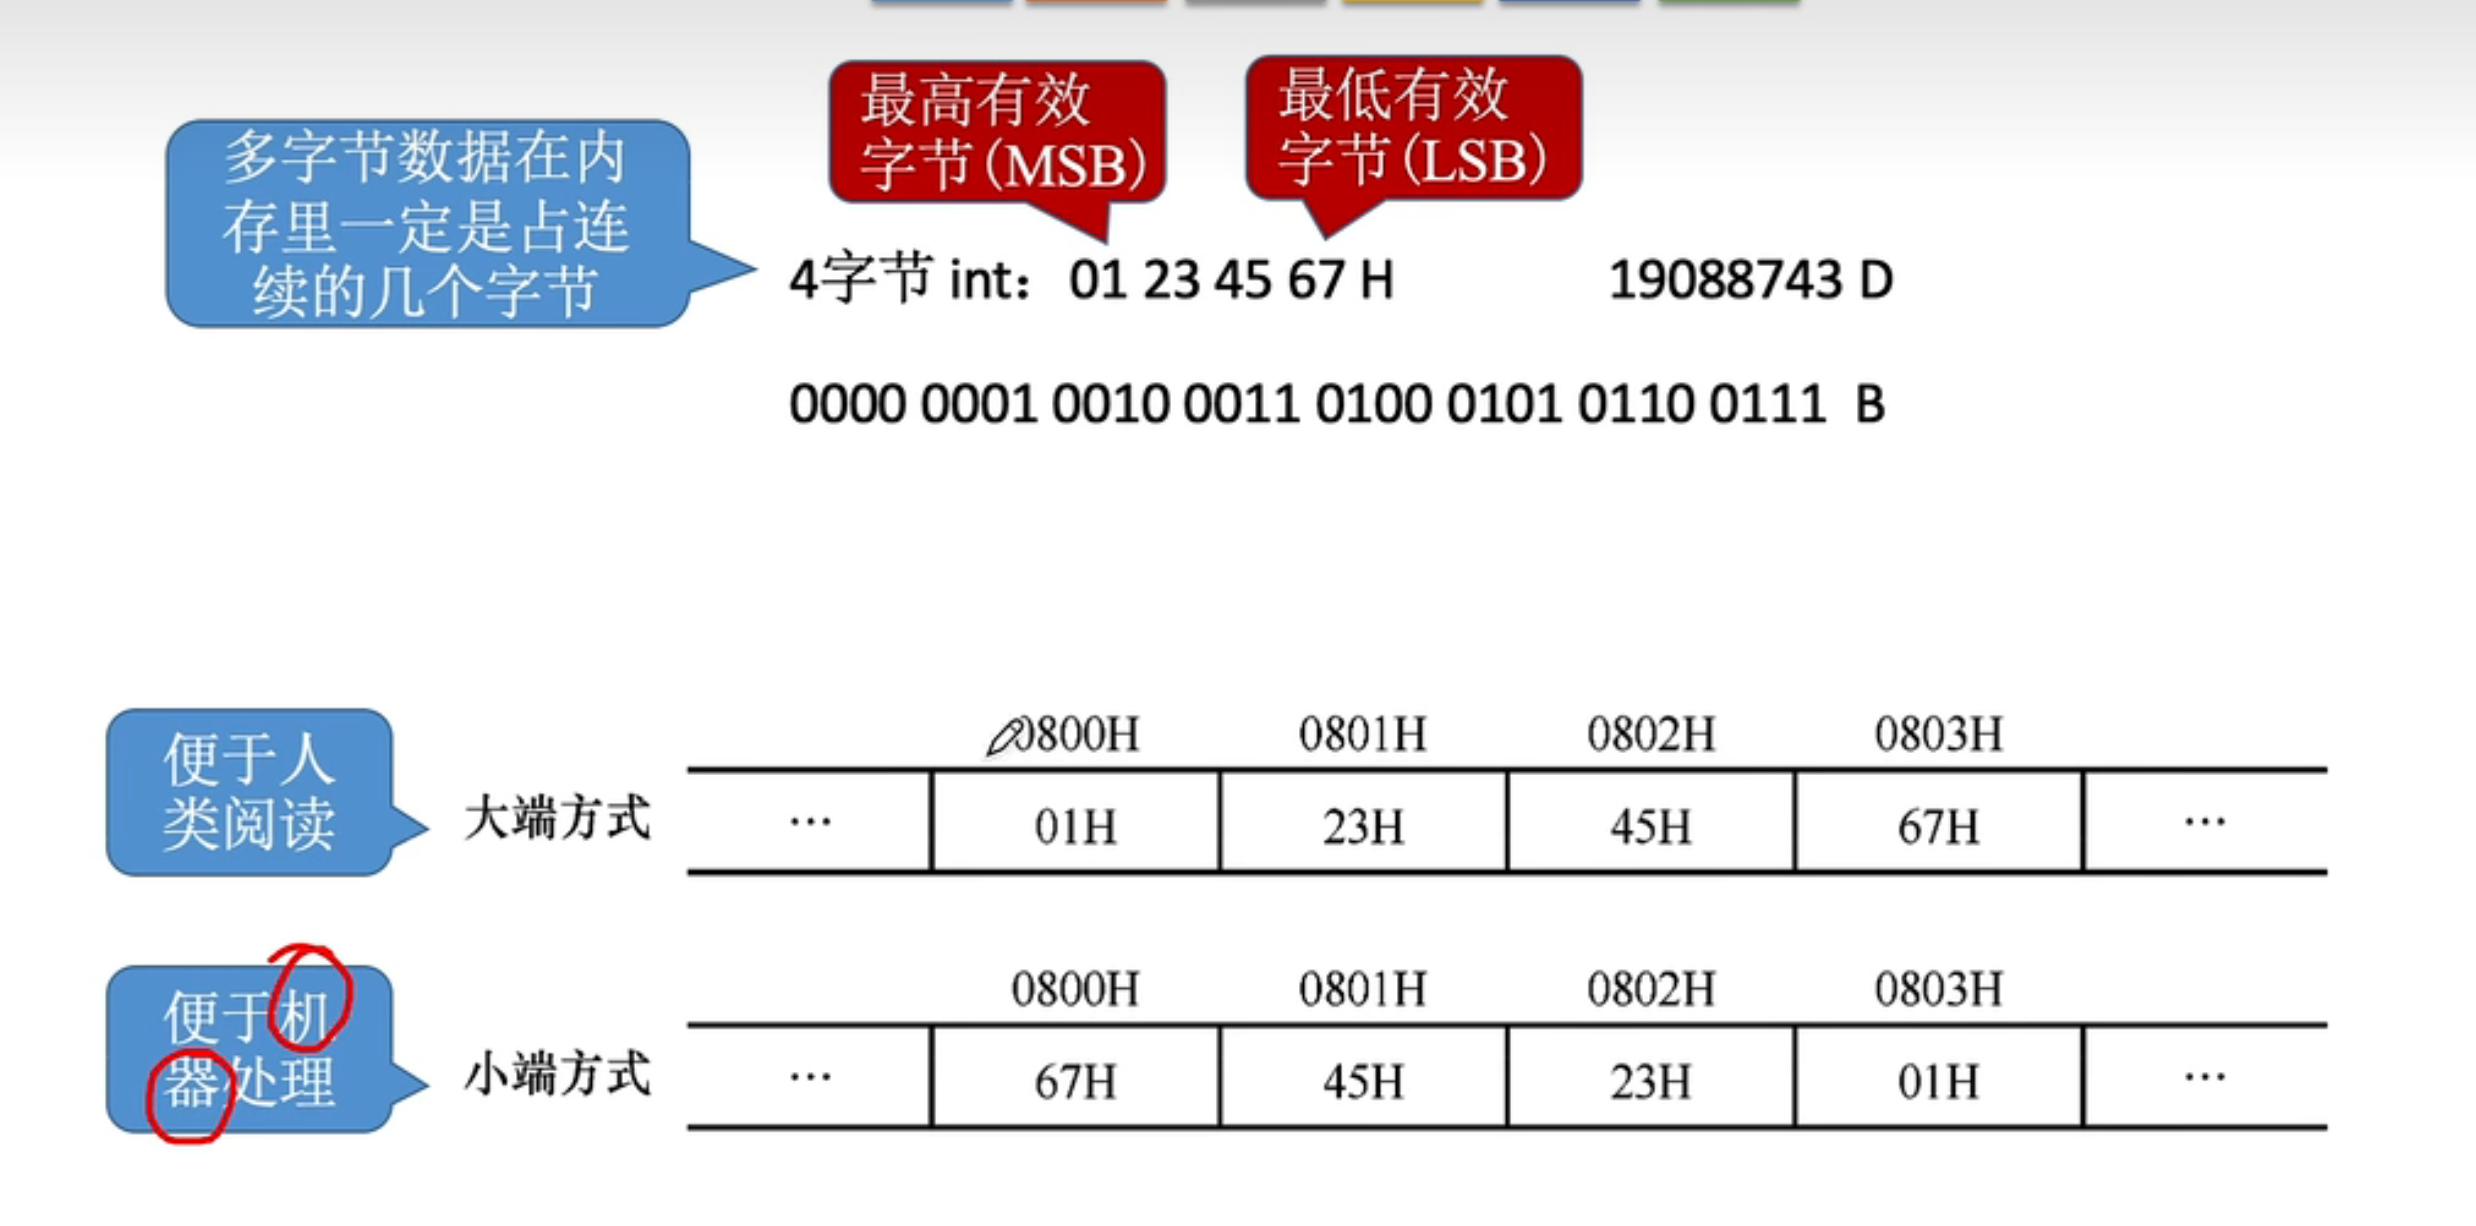 最高有效
字节(MSB)
最低有效
字节(LSB)
多字节数据在内
存里一定是占连
续的几个字节
4字节 int： 01 23 45 67 H 19088743 D
0000 0001 0010 0011 0100 0101 0110 0111 B
便于人
类阅读
大端方式
0800H 0801H 0802H 0803H
… 01H 23H 45H 67H …
便于机
器处理
小端方式
0800H 0801H 0802H 0803H
… 67H 45H 23H 01H …